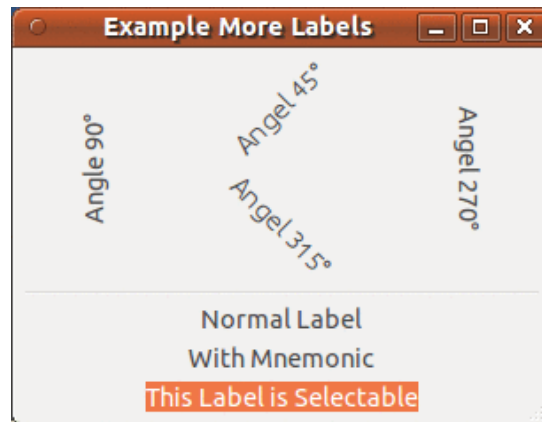 Example More Labels
Angle 90°
Angel 45°
Angel 315°
Angel 270°
Normal Label
With Mnemonic
This Label is Selectable